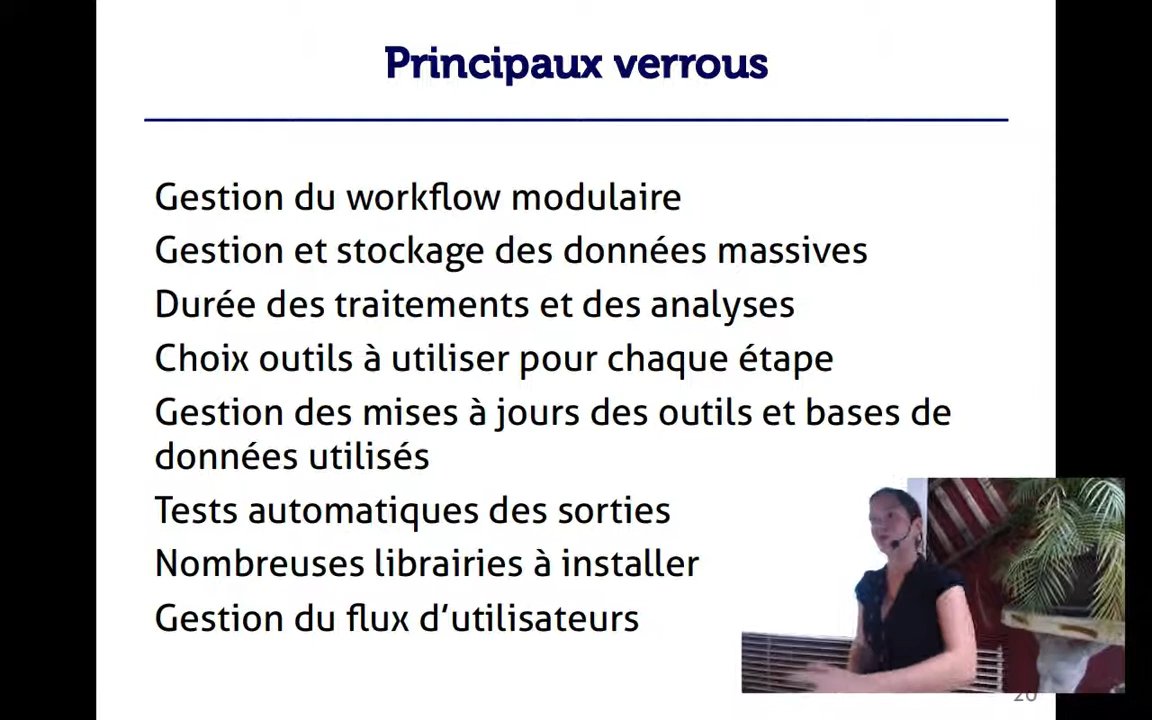 Principaux verrous
Gestion du workflow modulaire
Gestion et stockage des données massives
Durée des traitements et des analyses
Choix outils à utiliser pour chaque étape
Gestion des mises à jours des outils et bases de
données utilisés
Tests automatiques des sorties
Nombreuses librairies à installer
Gestion du flux d’utilisateurs
20